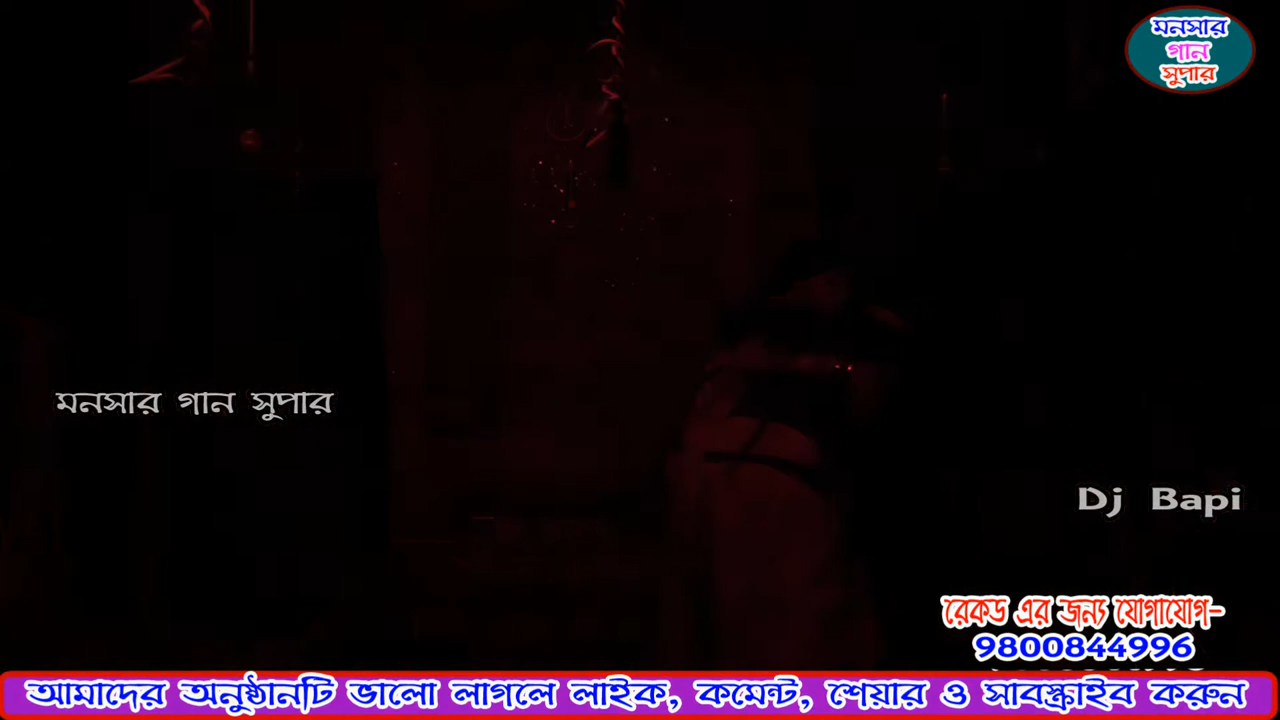 মনসার
গান
সুপার
মনসার গান সুপার
Dj Bapi
রেকড এর জন্য যোগাযোগ-
9800844996
আমাদের অনুষ্ঠানটি ভালো লাগলে লাইক, কমেন্ট, শেয়ার ও সাবস্ক্রাইব করুন